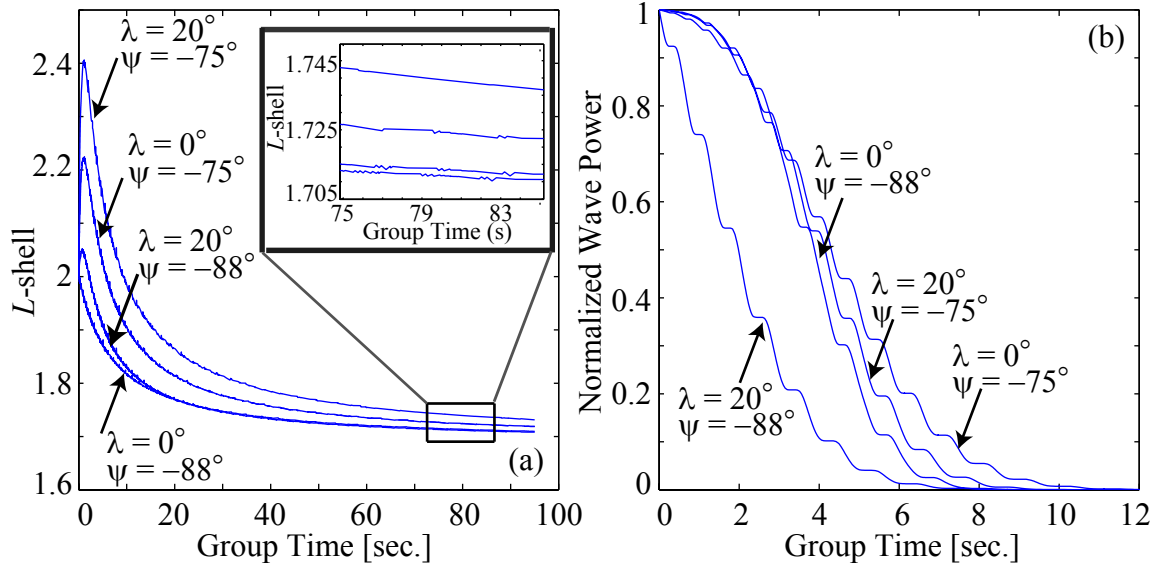 λ = 20°
ψ = −75°
λ = 0°
ψ = −75°
λ = 20°
ψ = −88°
λ = 0°
ψ = −88°
2.4
2.2
2
1.8
1.6
L-shell
0
20
40
60
80
100
Group Time [sec.]
(a)
1.745
1.725
1.705
L-shell
75
79
83
Group Time (s)
(b)
1
0.8
0.6
0.4
0.2
0
Normalized Wave Power
λ = 0°
ψ = −88°
λ = 20°
ψ = −75°
λ = 0°
ψ = −75°
λ = 20°
ψ = −88°
0
2
4
6
8
10
12
Group Time [sec.]